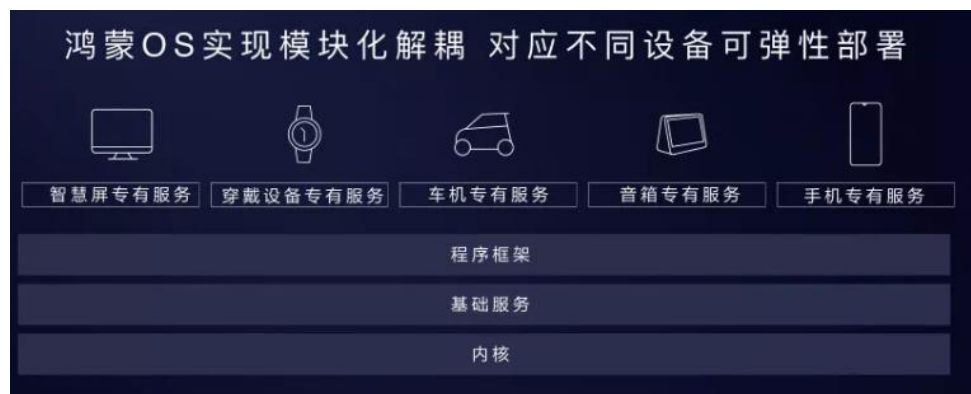 鸿蒙OS实现模块化解耦 对应不同设备可弹性部署
智慧屏专有服务 穿戴设备专有服务 车机专有服务 音箱专有服务 手机专有服务
程序框架
基础服务
内核